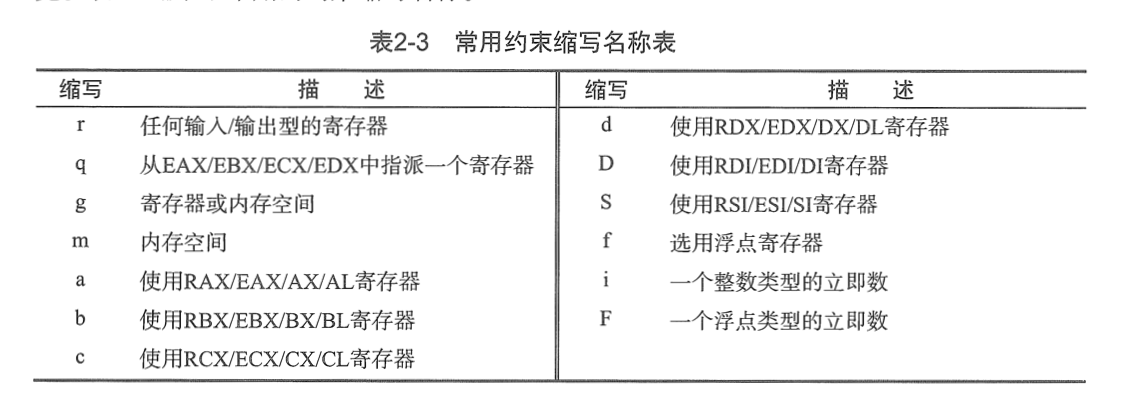 表2-3 常用约束缩写名称表
缩写 描 述 缩写 描 述
r 任何输入/输出型的寄存器 d 使用RDX/EDX/DX/DL寄存器
q 从EAX/EBX/ECX/EDX中指派一个寄存器 D 使用RDI/EDI/DI寄存器
g 寄存器或内存空间 S 使用RSI/ESI/SI寄存器
m 内存空间 f 选用浮点寄存器
a 使用RAX/EAX/AX/AL寄存器 i 一个整数类型的立即数
b 使用RBX/EBX/BX/BL寄存器 F 一个浮点类型的立即数
c 使用RCX/ECX/CX/CL寄存器